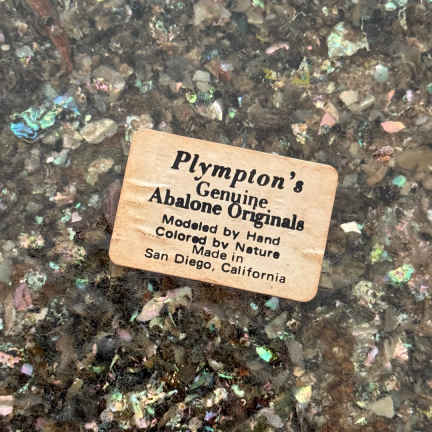 Plympton's
Genuine
Abalone Originals
Modeled by Hand
Colored by Nature
Made in
San Diego, California